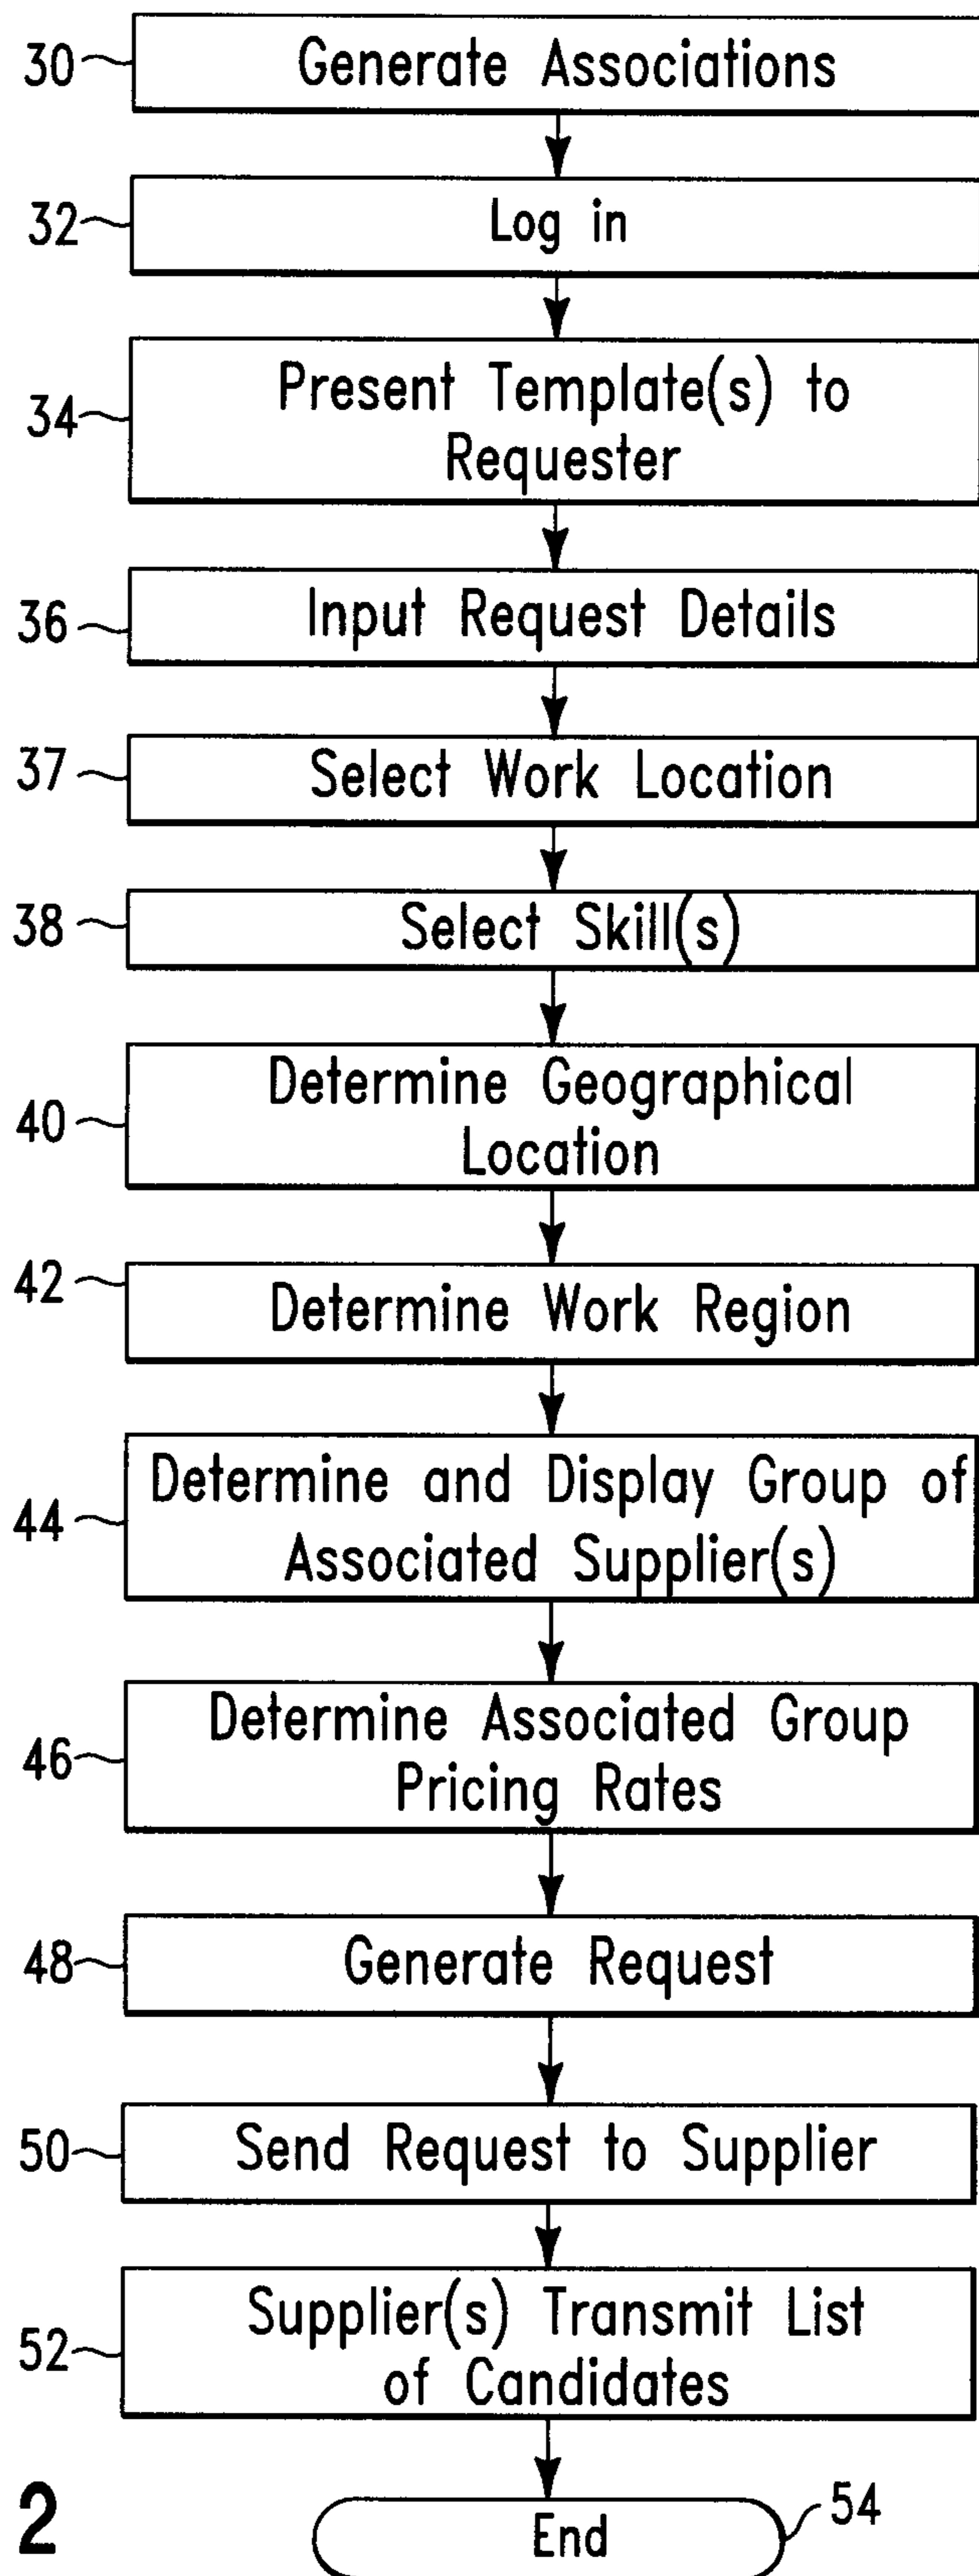 30
Generate Associations
32
Log in
34
Present Template(s) to
Requester
36
Input Request Details
37
Select Work Location
38
Select Skill(s)
40
Determine Geographical
Location
42
Determine Work Region
44
Determine and Display Group of
Associated Supplier(s)
46
Determine Associated Group
Pricing Rates
48
Generate Request
50
Send Request to Supplier
52
Supplier(s) Transmit List
of Candidates
2
End
54